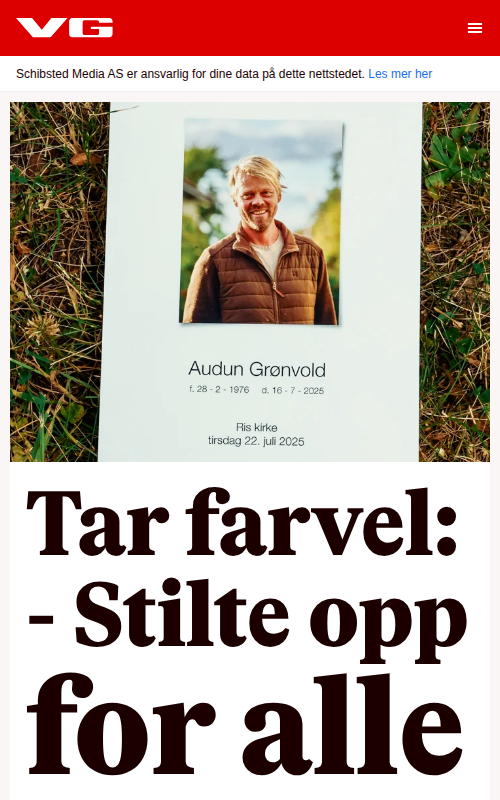 VG
Schibsted Media AS er ansvarlig for dine data på dette nettstedet. Les mer her
Audun Grønvold
f. 28 - 2 - 1976 d. 16 - 7 - 2025
Ris kirke
tirsdag 22. juli 2025
Tar farvel:
- Stilte opp
for alle